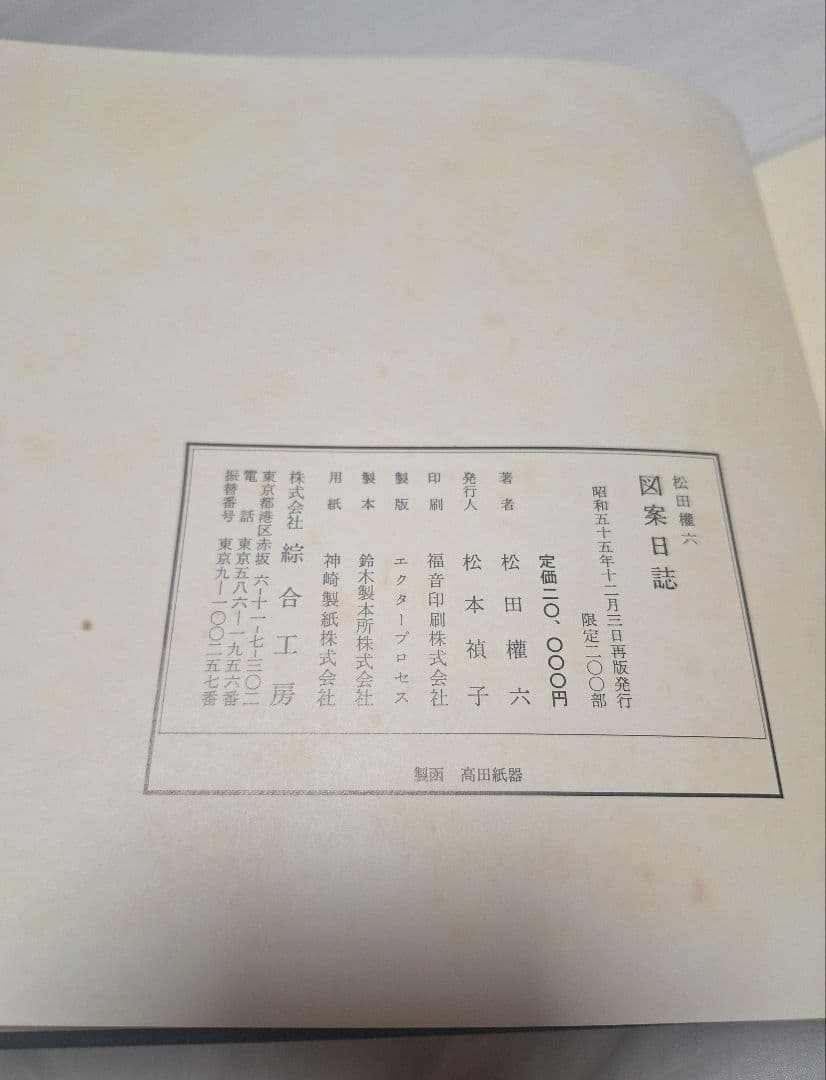 松田權六
図案日誌
昭和五十五年十二月三日再版発行
限定二〇〇部
定価二〇、〇〇〇円
著者 松田權六
発行人 松本禎子
印刷 福音印刷株式会社
製版 エクタープロセス
製本 鈴木製本所株式会社
用紙 神崎製紙株式会社
株式会社 綜合工房
東京都港区赤坂 六ー十一ー七ー三〇二
電話 東京五八六ー一九五六番
振替番号 東京九ー一〇〇二五七番
製函 高田紙器